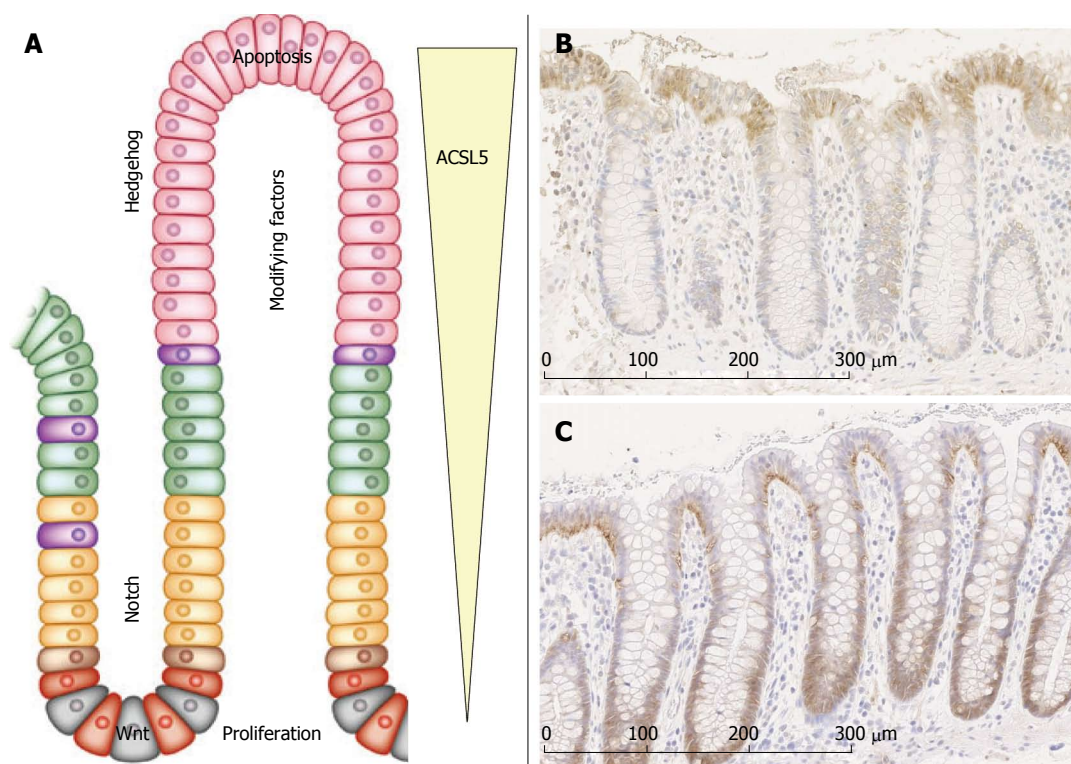 A
Apoptosis
Hedgehog
Modifying factors
ACSL5
Notch
Wnt
Proliferation
B
0 100 200 300 μm
C
0 100 200 300 μm